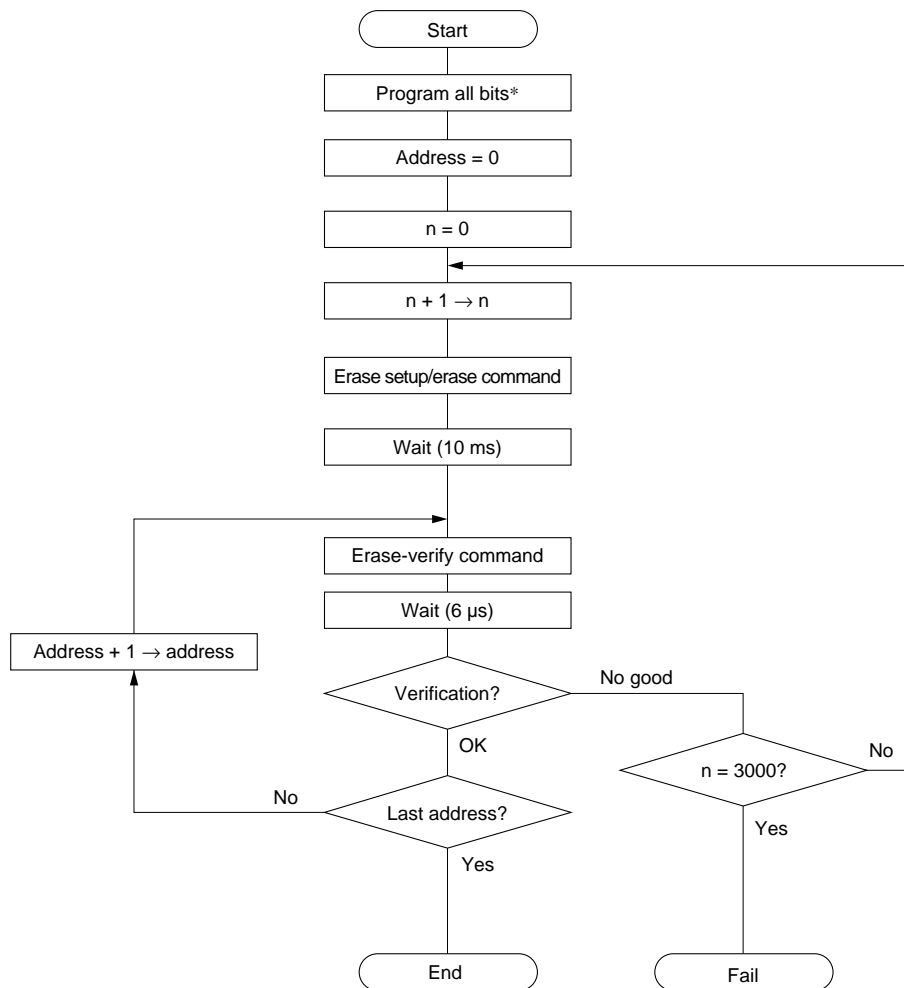 Start
Program all bits*
Address = 0
n = 0
n + 1 → n
Erase setup/erase command
Wait (10 ms)
Erase-verify command
Wait (6 μs)
Address + 1 → address
Verification?
No good
OK
n = 3000?
No
No
Last address?
Yes
Yes
End
Fail